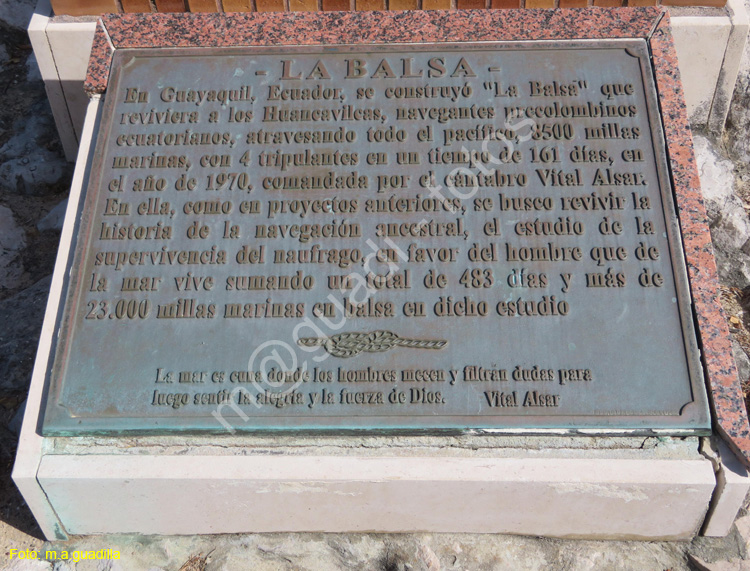 - LA BALSA -
En Guayaquil, Ecuador, se construyó "La Balsa" que
reviviera a los Huancavilcas, navegantes precolombinos
ecuatorianos, atravesando todo el pacífico, 8500 millas
marinas, con 4 tripulantes en un tiempo de 161 días, en
el año de 1970, comandada por el cántabro Vital Alsar.
En ella, como en proyectos anteriores, se busco revivir la
historia de la navegación ancestral, el estudio de la
supervivencia del naufrago, en favor del hombre que de
la mar vive sumando un total de 483 días y más de
23.000 millas marinas en balsa en dicho estudio
La mar es cuna donde los hombres mecen y filtrán dudas para
luego sentir la alegría y la fuerza de Dios. Vital Alsar
m@guadi - fotos
Foto: m.a.guadilla